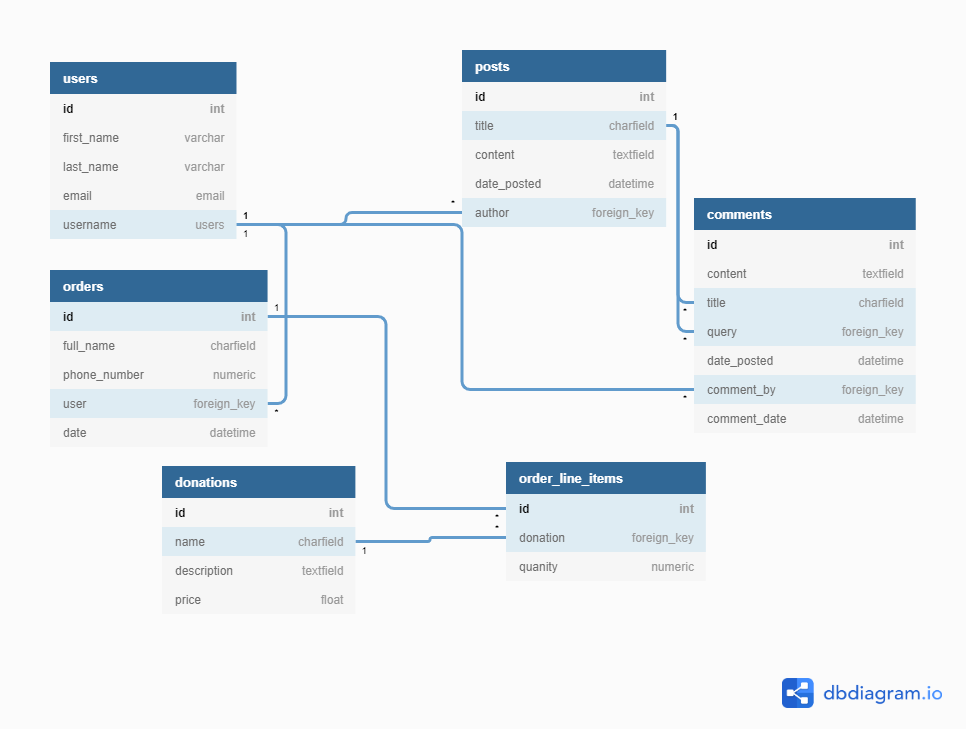 users
id int
first_name varchar
last_name varchar
email email
username users
1
1
posts
id int
title charfield
content textfield
date_posted datetime
author foreign_key
1
*
comments
id int
content textfield
title charfield
query foreign_key
date_posted datetime
comment_by foreign_key
comment_date datetime
*
*
*
orders
id int
full_name charfield
phone_number numeric
user foreign_key
date datetime
1
*
donations
id int
name charfield
description textfield
price float
1
order_line_items
id int
donation foreign_key
quanity numeric
*
*
dbdiagram.io